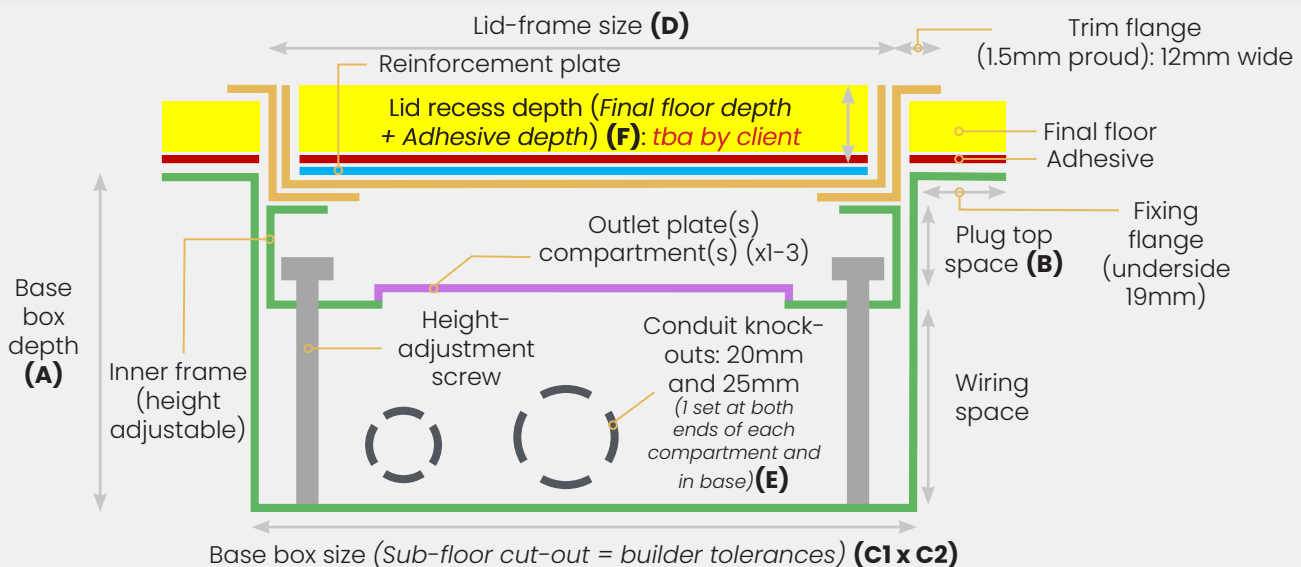 Lid-frame size (D)
Trim flange
(1.5mm proud): 12mm wide
Reinforcement plate
Lid recess depth (Final floor depth
+ Adhesive depth) (F): tba by client
Final floor
Adhesive
Outlet plate(s)
compartment(s) (x1-3)
Plug top
space (B)
Fixing
flange
(underside
19mm)
Base
box
depth
(A)
Inner frame
(height
adjustable)
Height-
adjustment
screw
Conduit knock-
outs: 20mm
and 25mm
(1 set at both
ends of each
compartment and
in base) (E)
Wiring
space
Base box size (Sub-floor cut-out = builder tolerances) (C1 x C2)